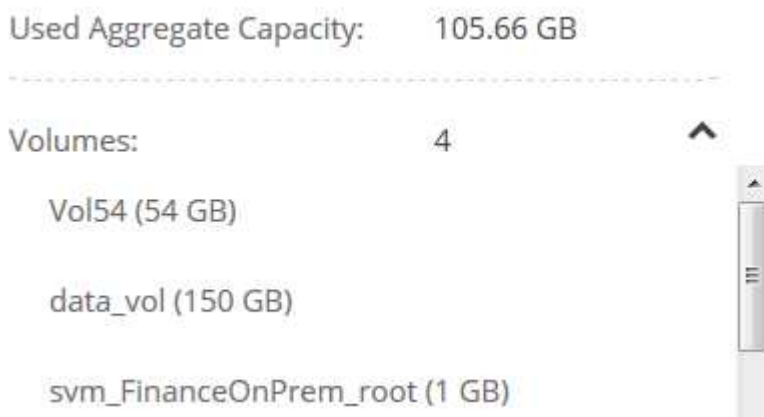 Used Aggregate Capacity: 105.66 GB
Volumes: 4
Vol54 (54 GB)
data_vol (150 GB)
svm_FinanceOnPrem_root (1 GB)